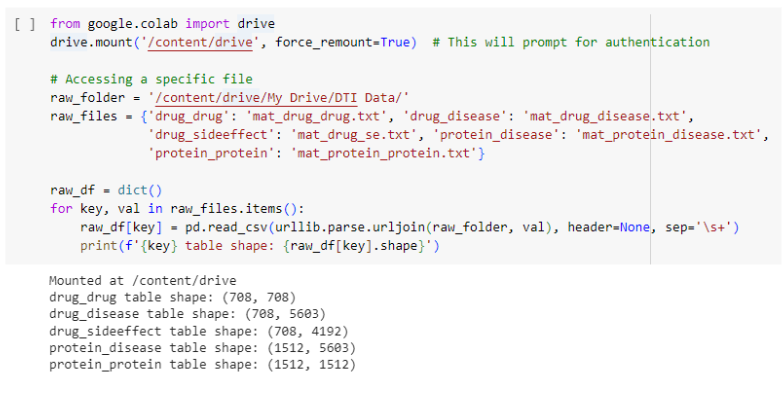 [ ] from google.colab import drive
drive.mount('/content/drive', force_remount=True)  # This will prompt for authentication

# Accessing a specific file
raw_folder = '/content/drive/My Drive/DTI Data/'
raw_files = {'drug_drug': 'mat_drug_drug.txt', 'drug_disease': 'mat_drug_disease.txt',
             'drug_sideeffect': 'mat_drug_se.txt', 'protein_disease': 'mat_protein_disease.txt',
             'protein_protein': 'mat_protein_protein.txt'}

raw_df = dict()
for key, val in raw_files.items():
    raw_df[key] = pd.read_csv(urllib.parse.urljoin(raw_folder, val), header=None, sep='\s+')
    print(f'{key} table shape: {raw_df[key].shape}')
Mounted at /content/drive
drug_drug table shape: (708, 708)
drug_disease table shape: (708, 5603)
drug_sideeffect table shape: (708, 4192)
protein_disease table shape: (1512, 5603)
protein_protein table shape: (1512, 1512)